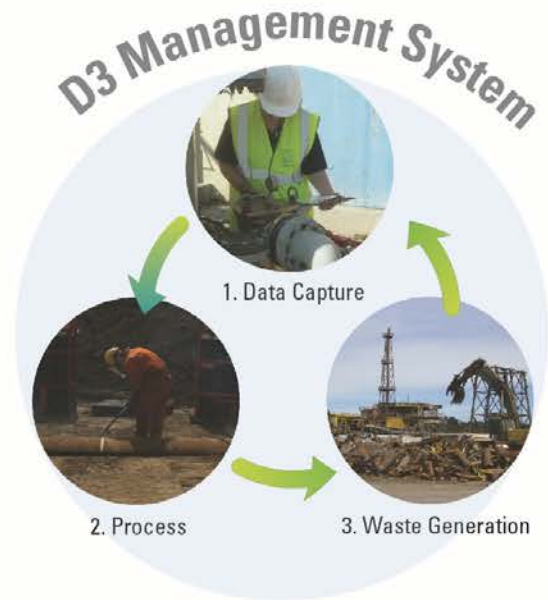 D3 Management System
1. Data Capture
2. Process
3. Waste Generation